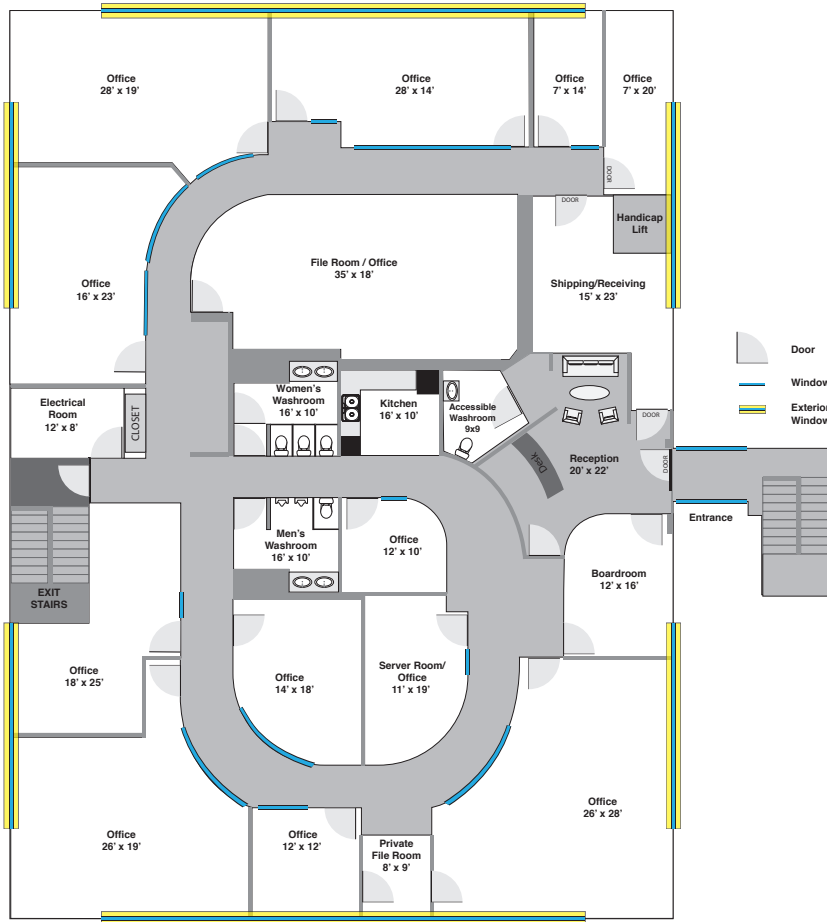 Office
28' x 19'
Office
28' x 14'
Office
7' x 14'
Office
7' x 20'
DOOR
DOOR
Handicap
Lift
File Room / Office
35' x 18'
Office
16' x 23'
Shipping/Receiving
15' x 23'
Door
Window
Exterior
Window
Electrical
Room
12' x 8'
CLOSET
Women's
Washroom
16' x 10'
Kitchen
16' x 10'
Accessible
Washroom
9x9
DOOR
DOOR
Desk
Reception
20' x 22'
Entrance
Men's
Washroom
16' x 10'
Office
12' x 10'
Boardroom
12' x 16'
EXIT
STAIRS
Office
18' x 25'
Office
14' x 18'
Server Room/
Office
11' x 19'
Office
26' x 28'
Office
26' x 19'
Office
12' x 12'
Private
File Room
8' x 9'